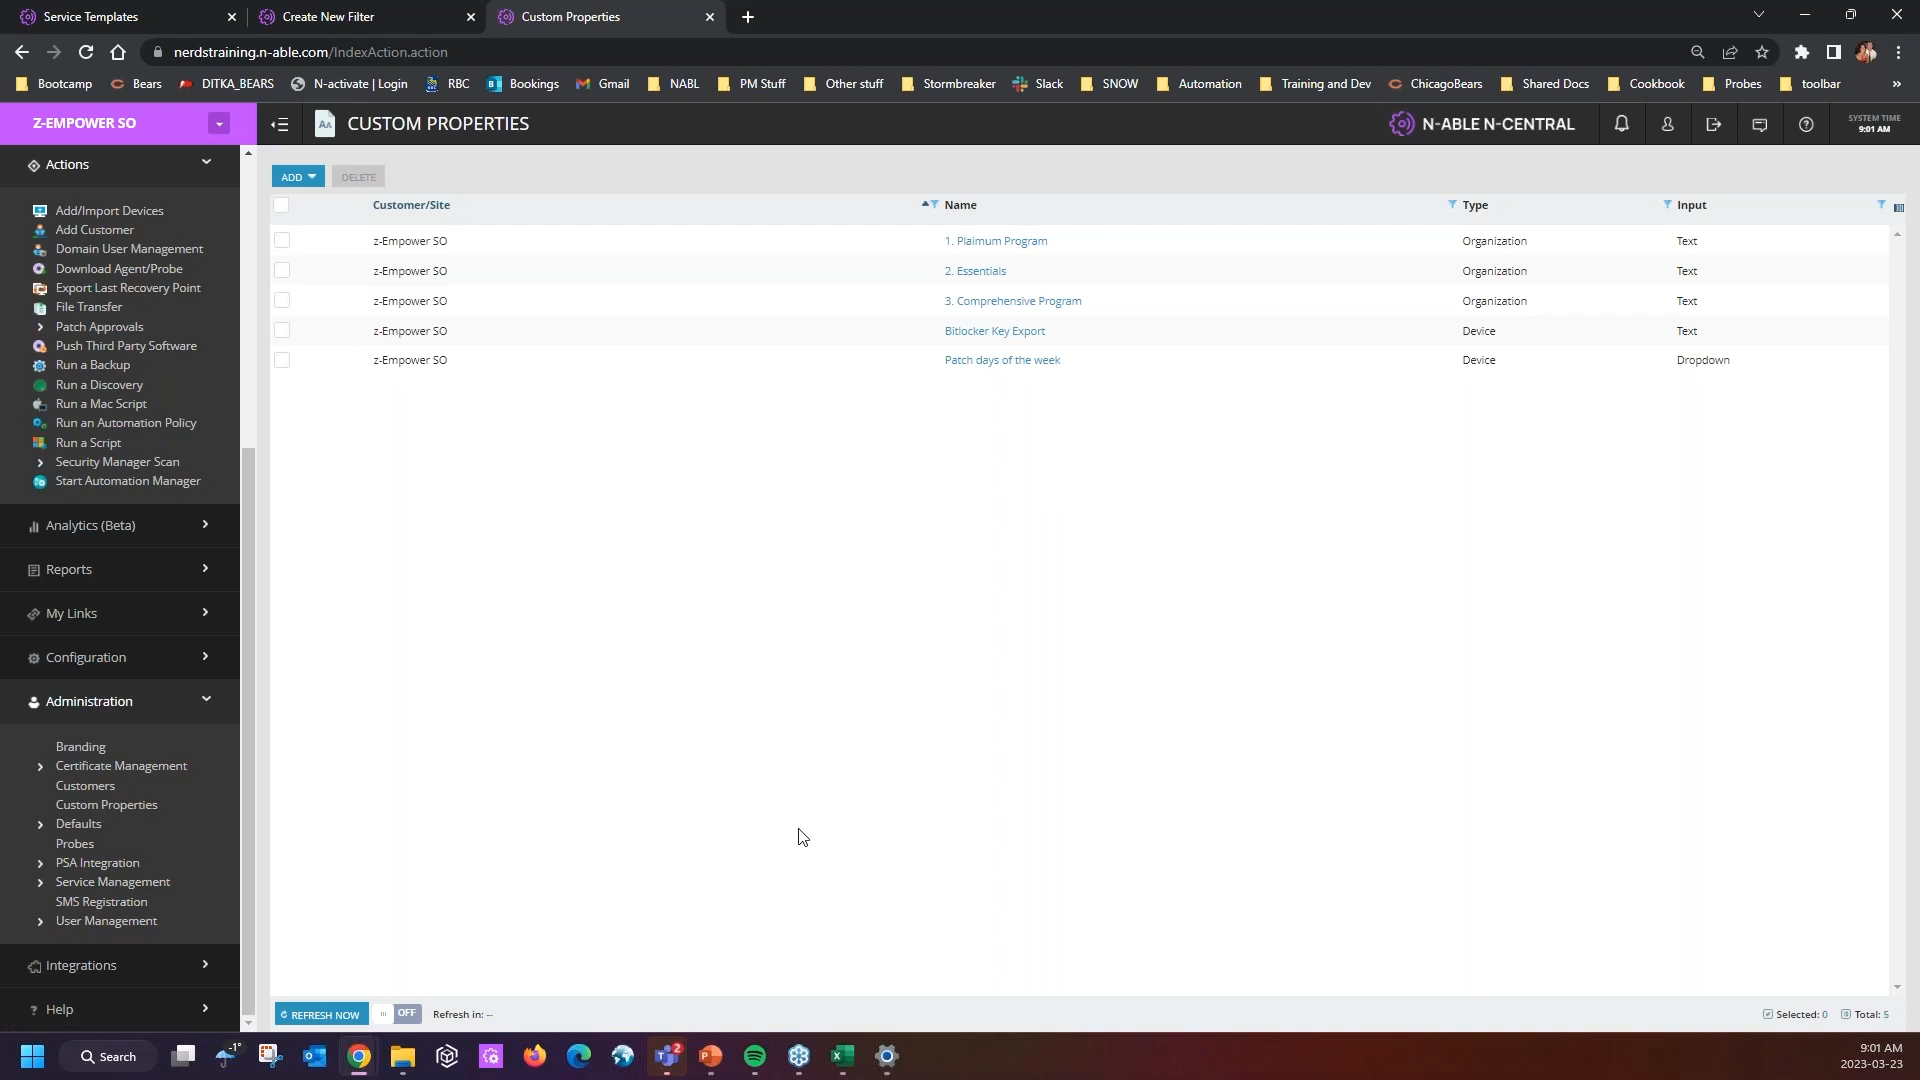 Service Templates
Create New Filter
Custom Properties
nerdstraining.n-able.com/IndexAction.action
Bootcamp
Bears
DITKA_BEARS
N-activate | Login
RBC
Bookings
Gmail
NABL
PM Stuff
Other stuff
Stormbreaker
Slack
SNOW
Automation
Training and Dev
ChicagoBears
Shared Docs
Cookbook
Probes
toolbar
»
Z-EMPOWER SO
CUSTOM PROPERTIES
N-ABLE N-CENTRAL
SYSTEM TIME
9:01 AM
Actions
Add/Import Devices
Add Customer
Domain User Management
Download Agent/Probe
Export Last Recovery Point
File Transfer
Patch Approvals
Push Third Party Software
Run a Backup
Run a Discovery
Run a Mac Script
Run an Automation Policy
Run a Script
Security Manager Scan
Start Automation Manager
Analytics (Beta)
Reports
My Links
Configuration
Administration
Branding
Certificate Management
Customers
Custom Properties
Defaults
Probes
PSA Integration
Service Management
SMS Registration
User Management
Integrations
Help
ADD
DELETE
Customer/Site Name Type Input
z-Empower SO 1. Plaimum Program Organization Text
z-Empower SO 2. Essentials Organization Text
z-Empower SO 3. Comprehensive Program Organization Text
z-Empower SO Bitlocker Key Export Device Text
z-Empower SO Patch days of the week Device Dropdown
REFRESH NOW
OFF
Refresh in: --
Selected: 0
Total: 5
Search
-1°
2
9:01 AM
2023-03-23